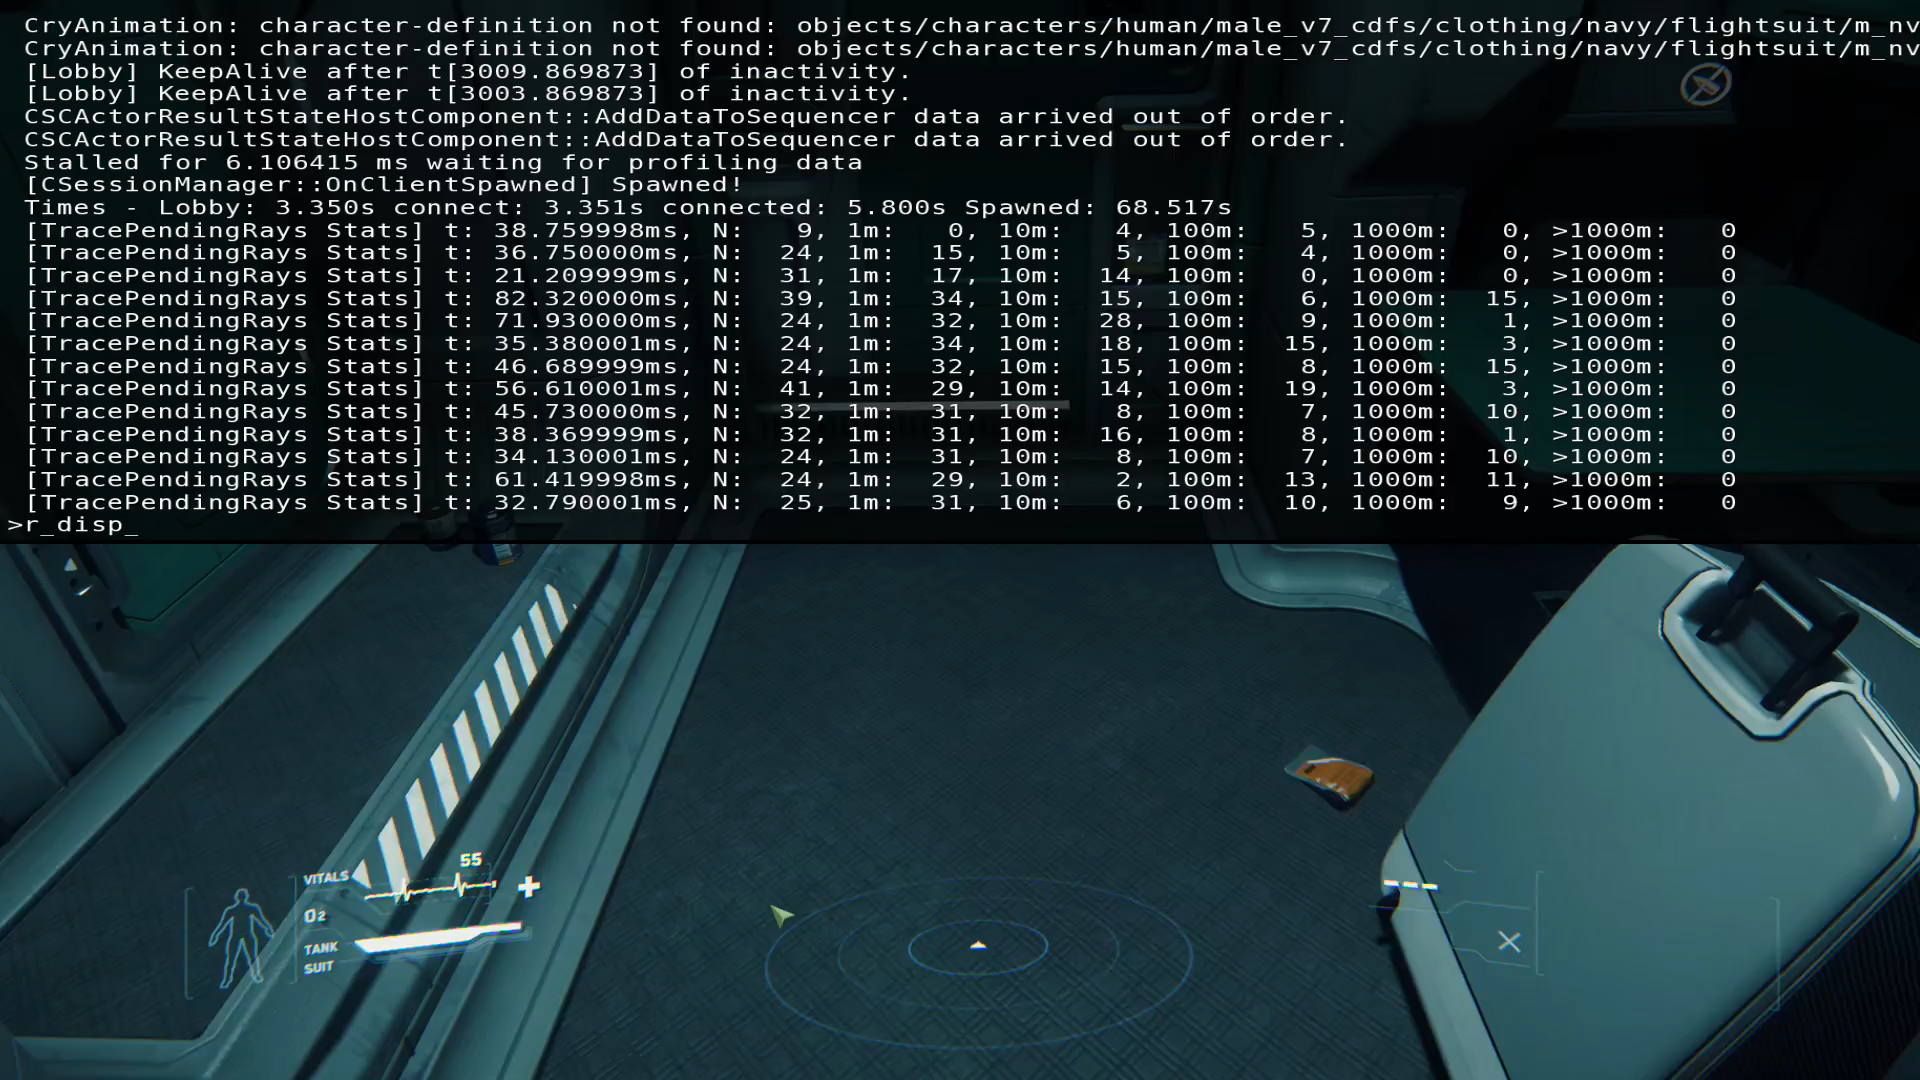 CryAnimation: character-definition not found: objects/characters/human/male_v7_cdfs/clothing/navy/flightsuit/m_nv
CryAnimation: character-definition not found: objects/characters/human/male_v7_cdfs/clothing/navy/flightsuit/m_nv
[Lobby] KeepAlive after t[3009.869873] of inactivity.
[Lobby] KeepAlive after t[3003.869873] of inactivity.
CSCActorResultStateHostComponent::AddDataToSequencer data arrived out of order.
CSCActorResultStateHostComponent::AddDataToSequencer data arrived out of order.
Stalled for 6.106415 ms waiting for profiling data
[CSessionManager::OnClientSpawned] Spawned!
Times - Lobby: 3.350s connect: 3.351s connected: 5.800s Spawned: 68.517s
[TracePendingRays Stats] t: 38.759998ms, N: 9, 1m: 0, 10m: 4, 100m: 5, 1000m: 0, >1000m: 0
[TracePendingRays Stats] t: 36.750000ms, N: 24, 1m: 15, 10m: 5, 100m: 4, 1000m: 0, >1000m: 0
[TracePendingRays Stats] t: 21.209999ms, N: 31, 1m: 17, 10m: 14, 100m: 0, 1000m: 0, >1000m: 0
[TracePendingRays Stats] t: 82.320000ms, N: 39, 1m: 34, 10m: 15, 100m: 6, 1000m: 15, >1000m: 0
[TracePendingRays Stats] t: 71.930000ms, N: 24, 1m: 32, 10m: 28, 100m: 9, 1000m: 1, >1000m: 0
[TracePendingRays Stats] t: 35.380001ms, N: 24, 1m: 34, 10m: 18, 100m: 15, 1000m: 3, >1000m: 0
[TracePendingRays Stats] t: 46.689999ms, N: 24, 1m: 32, 10m: 15, 100m: 8, 1000m: 15, >1000m: 0
[TracePendingRays Stats] t: 56.610001ms, N: 41, 1m: 29, 10m: 14, 100m: 19, 1000m: 3, >1000m: 0
[TracePendingRays Stats] t: 45.730000ms, N: 32, 1m: 31, 10m: 8, 100m: 7, 1000m: 10, >1000m: 0
[TracePendingRays Stats] t: 38.369999ms, N: 32, 1m: 31, 10m: 16, 100m: 8, 1000m: 1, >1000m: 0
[TracePendingRays Stats] t: 34.130001ms, N: 24, 1m: 31, 10m: 8, 100m: 7, 1000m: 10, >1000m: 0
[TracePendingRays Stats] t: 61.419998ms, N: 24, 1m: 29, 10m: 2, 100m: 13, 1000m: 11, >1000m: 0
[TracePendingRays Stats] t: 32.790001ms, N: 25, 1m: 31, 10m: 6, 100m: 10, 1000m: 9, >1000m: 0
>r_disp_
55
VITALS
O2
TANK
SUIT